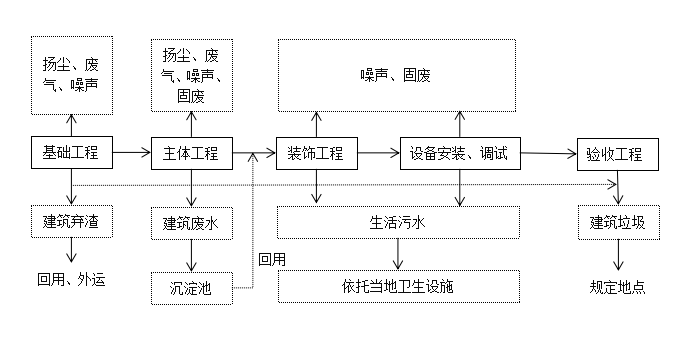 扬尘、废
气、噪声
扬尘、废
气、噪声、
固废
噪声、固废
基础工程
主体工程
装饰工程
设备安装、调试
验收工程
建筑弃渣
建筑废水
生活污水
建筑垃圾
回用、外运
沉淀池
回用
依托当地卫生设施
规定地点